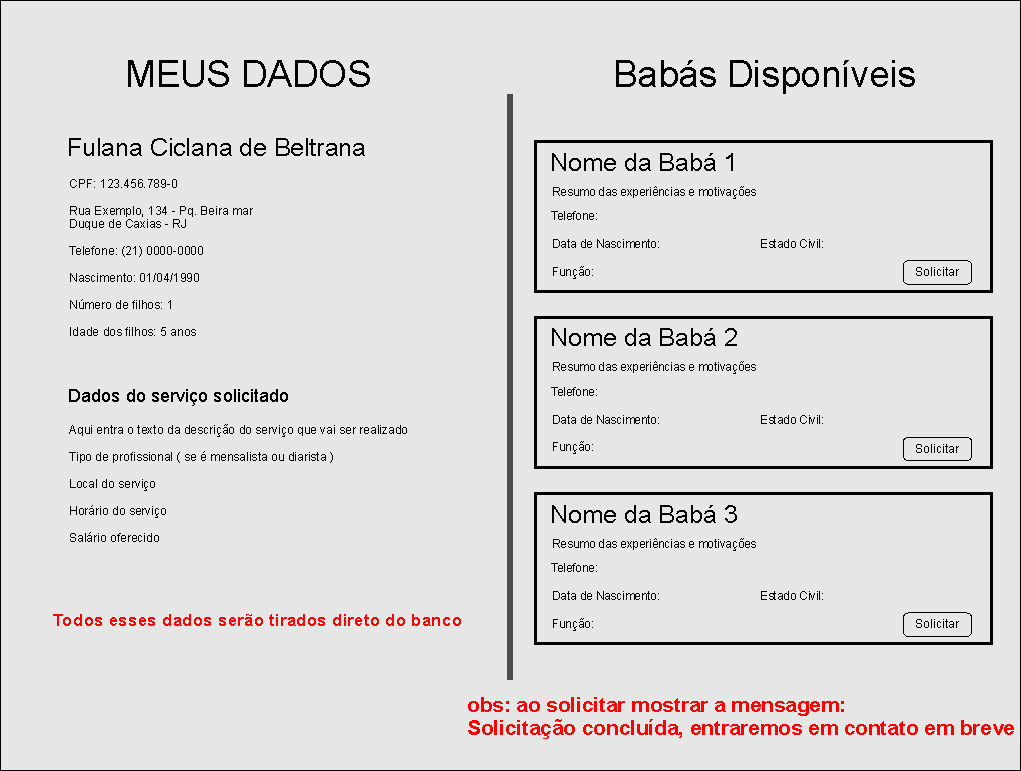 MEUS DADOS
Fulana Ciclana de Beltrana
CPF: 123.456.789-0
Rua Exemplo, 134 - Pq. Beira mar
Duque de Caxias - RJ
Telefone: (21) 0000-0000
Nascimento: 01/04/1990
Número de filhos: 1
Idade dos filhos: 5 anos
Dados do serviço solicitado
Aqui entra o texto da descrição do serviço que vai ser realizado
Tipo de profissional ( se é mensalista ou diarista )
Local do serviço
Horário do serviço
Salário oferecido
Todos esses dados serão tirados direto do banco
Babás Disponíveis
Nome da Babá 1
Resumo das experiências e motivações
Telefone:
Data de Nascimento: Estado Civil:
Função: Solicitar
Nome da Babá 2
Resumo das experiências e motivações
Telefone:
Data de Nascimento: Estado Civil:
Função: Solicitar
Nome da Babá 3
Resumo das experiências e motivações
Telefone:
Data de Nascimento: Estado Civil:
Função: Solicitar
obs: ao solicitar mostrar a mensagem:
Solicitação concluída, entraremos em contato em breve